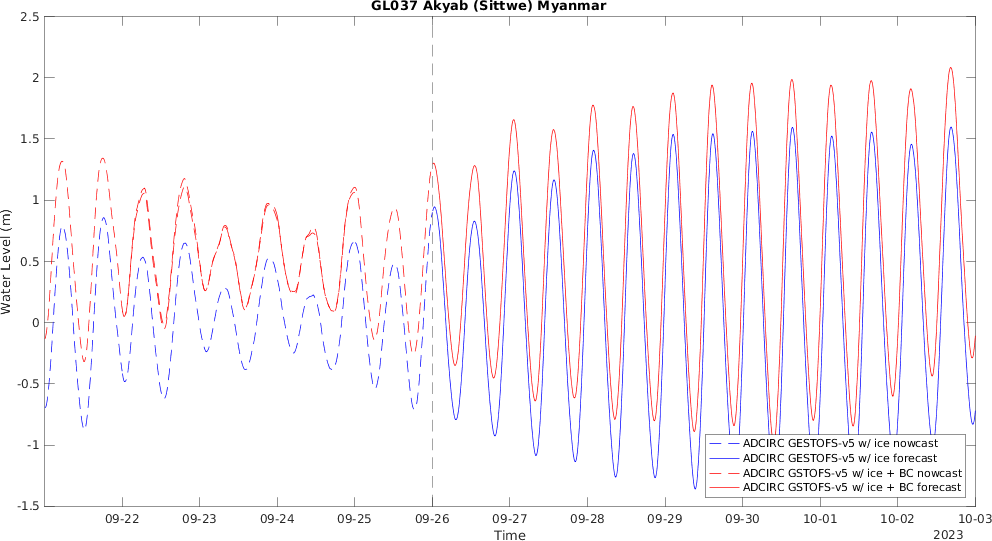 GL037 Akyab (Sittwe) Myanmar
2.5
2
1.5
1
0.5
0
-0.5
-1
-1.5
Water Level (m)
ADCIRC GESTOFS-v5 w/ ice nowcast
ADCIRC GESTOFS-v5 w/ ice forecast
ADCIRC GSTOFS-v5 w/ ice + BC nowcast
ADCIRC GSTOFS-v5 w/ ice + BC forecast
09-22 09-23 09-24 09-25 09-26 09-27 09-28 09-29 09-30 10-01 10-02 10-03
Time
2023